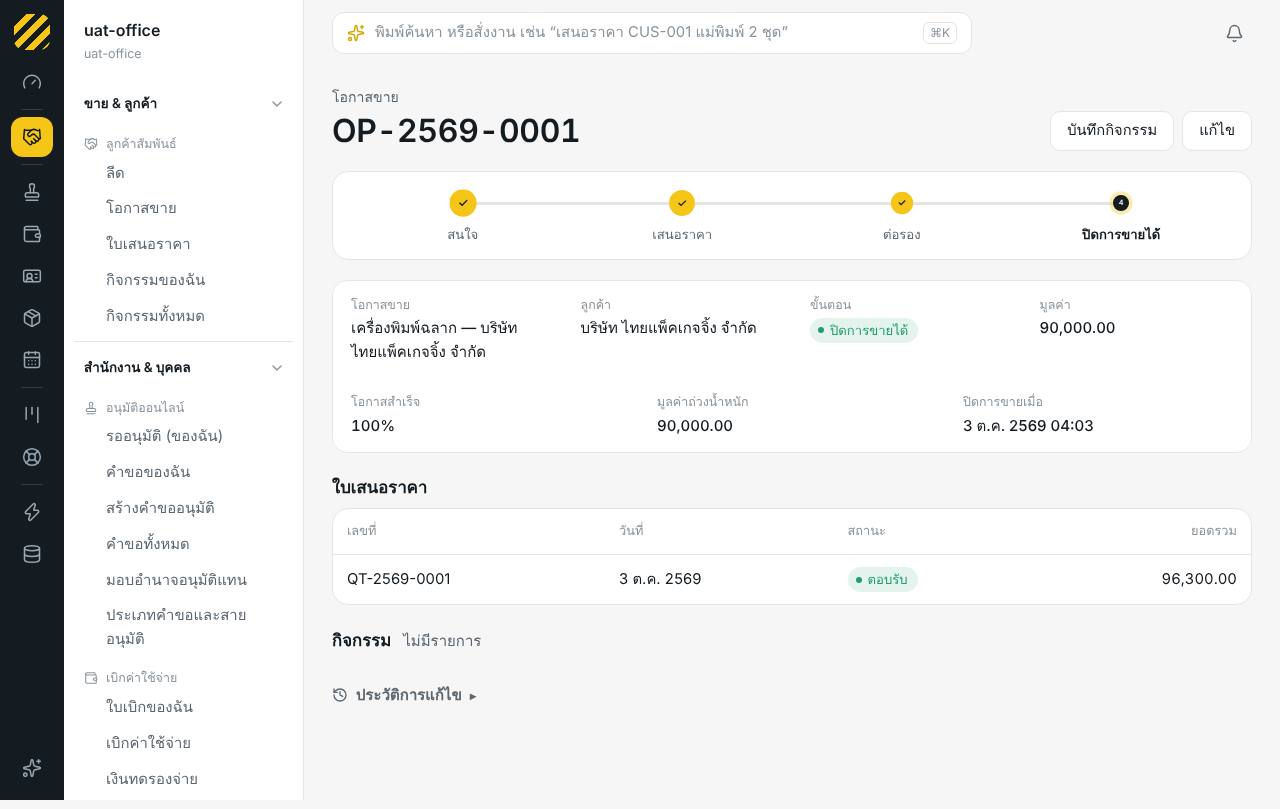 uat-office
uat-office
ขาย & ลูกค้า
ลูกค้าสัมพันธ์
ลีด
โอกาสขาย
ใบเสนอราคา
กิจกรรมของฉัน
กิจกรรมทั้งหมด
สำนักงาน & บุคคล
อนุมัติออนไลน์
รออนุมัติ (ของฉัน)
คำขอของฉัน
สร้างคำขออนุมัติ
คำขอทั้งหมด
มอบอำนาจอนุมัติแทน
ประเภทคำขอและสาย
อนุมัติ
เบิกค่าใช้จ่าย
ใบเบิกของฉัน
เบิกค่าใช้จ่าย
เงินทดรองจ่าย
พิมพ์ค้นหา หรือสั่งงาน เช่น “เสนอราคา CUS-001 แม่พิมพ์ 2 ชุด” ⌘K
โอกาสขาย
OP-2569-0001
บันทึกกิจกรรม แก้ไข
4
สนใจ เสนอราคา ต่อรอง ปิดการขายได้
โอกาสขาย ลูกค้า ขั้นตอน มูลค่า
เครื่องพิมพ์ฉลาก — บริษัท บริษัท ไทยแพ็คเกจจิ้ง จำกัด ปิดการขายได้ 90,000.00
ไทยแพ็คเกจจิ้ง จำกัด
โอกาสสำเร็จ มูลค่าถ่วงน้ำหนัก ปิดการขายเมื่อ
100% 90,000.00 3 ต.ค. 2569 04:03
ใบเสนอราคา
เลขที่ วันที่ สถานะ ยอดรวม
QT-2569-0001 3 ต.ค. 2569 ตอบรับ 96,300.00
กิจกรรม ไม่มีรายการ
ประวัติการแก้ไข ▸